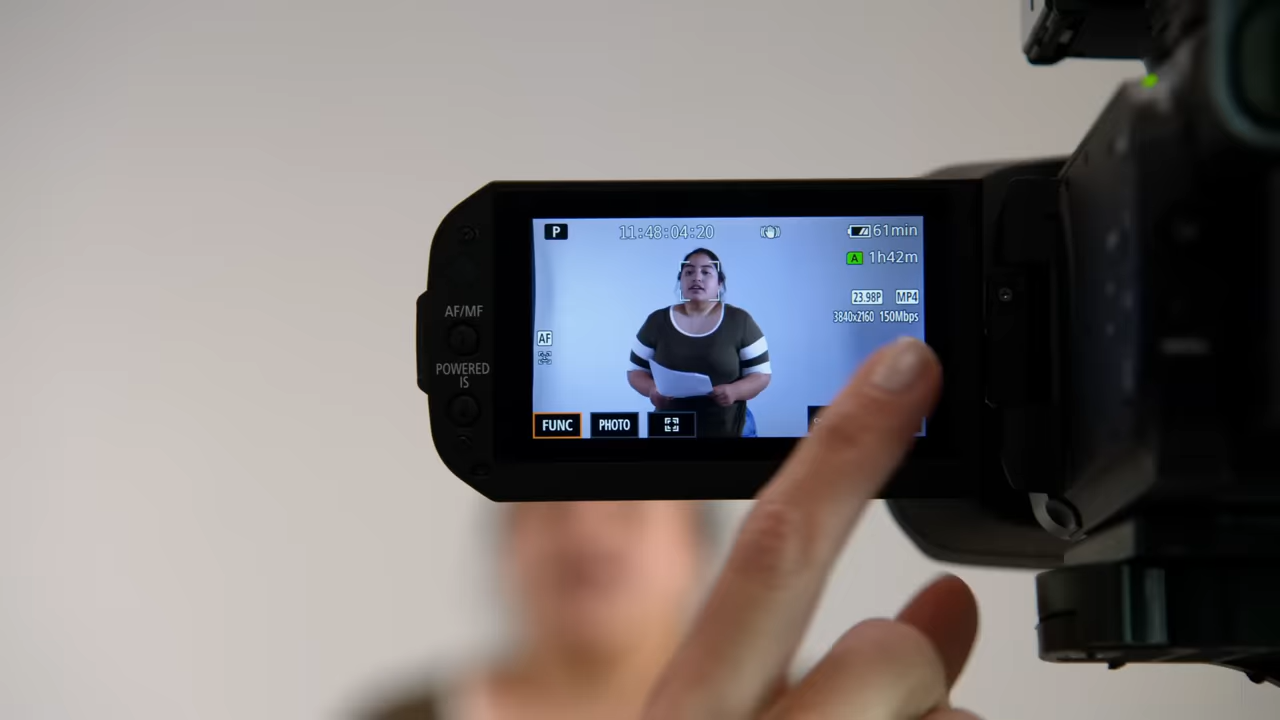 P 11:48:04:20 61min
A 1h42m
23.98P MP4
3840x2160 150Mbps
AF/MF
AF
POWERED
IS
FUNC PHOTO